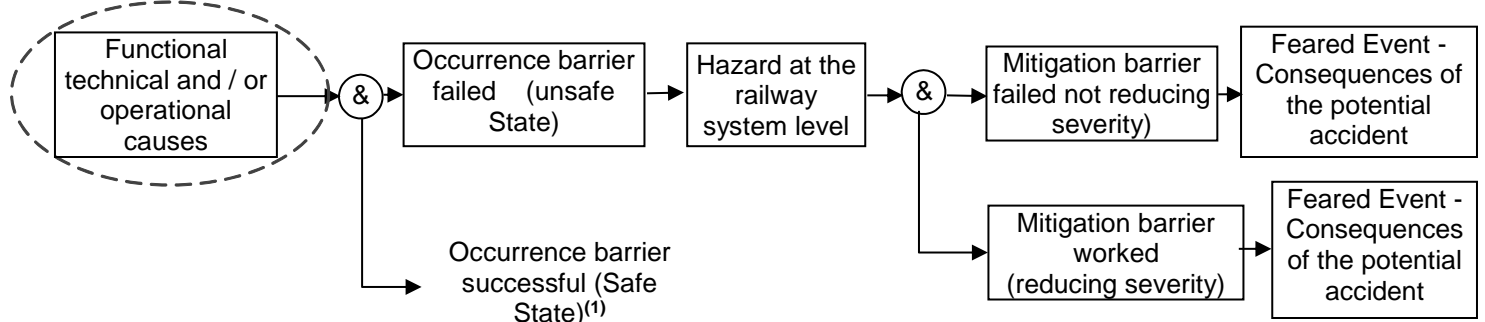 Functional
technical and / or
operational
causes
&
Occurrence barrier
failed (unsafe
State)
Hazard at the
railway
system level
&
Mitigation barrier
failed not reducing
severity)
Feared Event -
Consequences of
the potential
accident
Occurrence barrier
successful (Safe
State)(1)
Mitigation barrier
worked
(reducing severity)
Feared Event -
Consequences
of the potential
accident